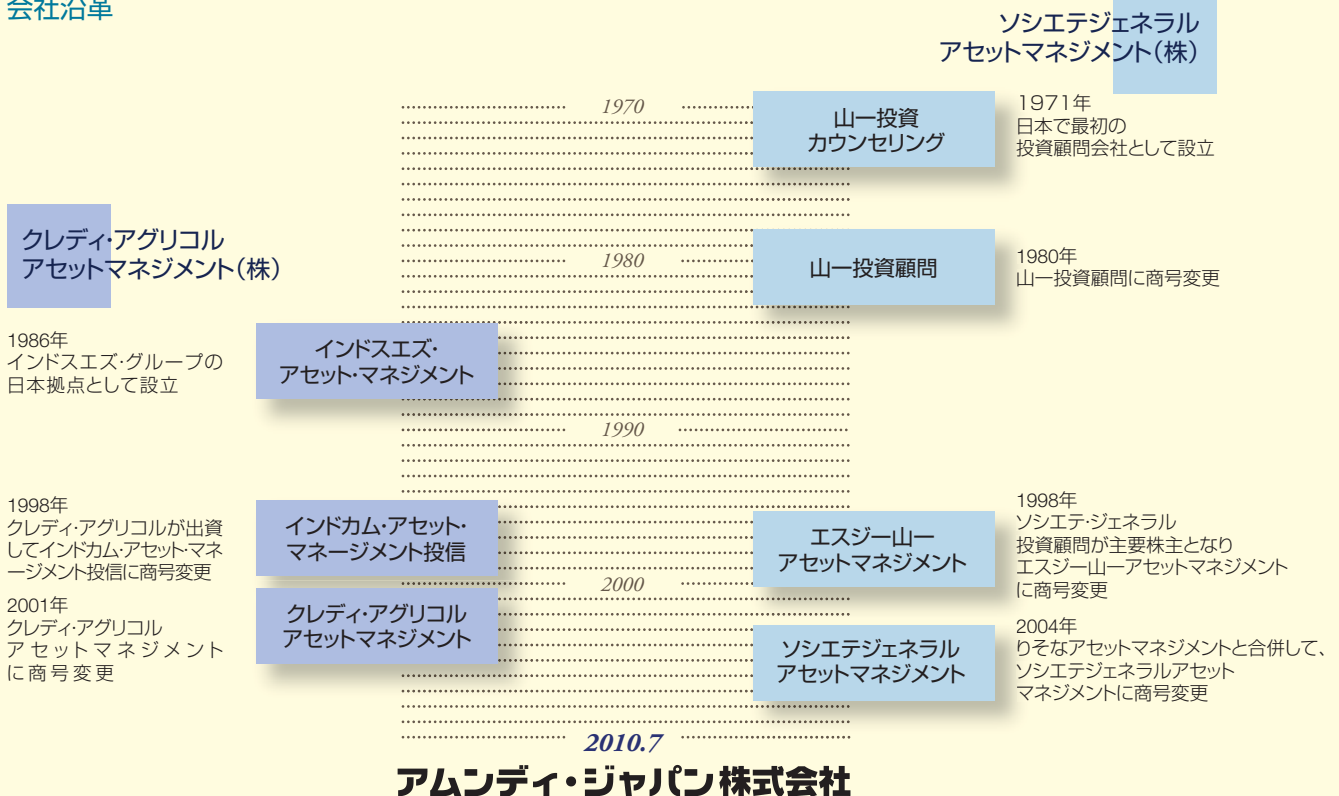 会社沿革
ソシエテジェネラル
アセットマネジメント(株)
1970
山一投資
カウンセリング
1971年
日本で最初の
投資顧問会社として設立
クレディ・アグリコル
アセットマネジメント(株)
1980
山一投資顧問
1980年
山一投資顧問に商号変更
1986年
インドスエズ・グループの
日本拠点として設立
インドスエズ・
アセット・マネジメント
1990
1998年
クレディ・アグリコルが出資
してインドカム・アセット・マネ
ージメント投信に商号変更
インドカム・アセット・
マネージメント投信
エスジー山一
アセットマネジメント
1998年
ソシエテ・ジェネラル
投資顧問が主要株主となり
エスジー山一アセットマネジメント
に商号変更
2000
2001年
クレディ・アグリコル
アセットマネジメント
に商号変更
クレディ・アグリコル
アセットマネジメント
ソシエテジェネラル
アセットマネジメント
2004年
りそなアセットマネジメントと合併して、
ソシエテジェネラルアセット
マネジメントに商号変更
2010.7
アムンディ・ジャパン株式会社